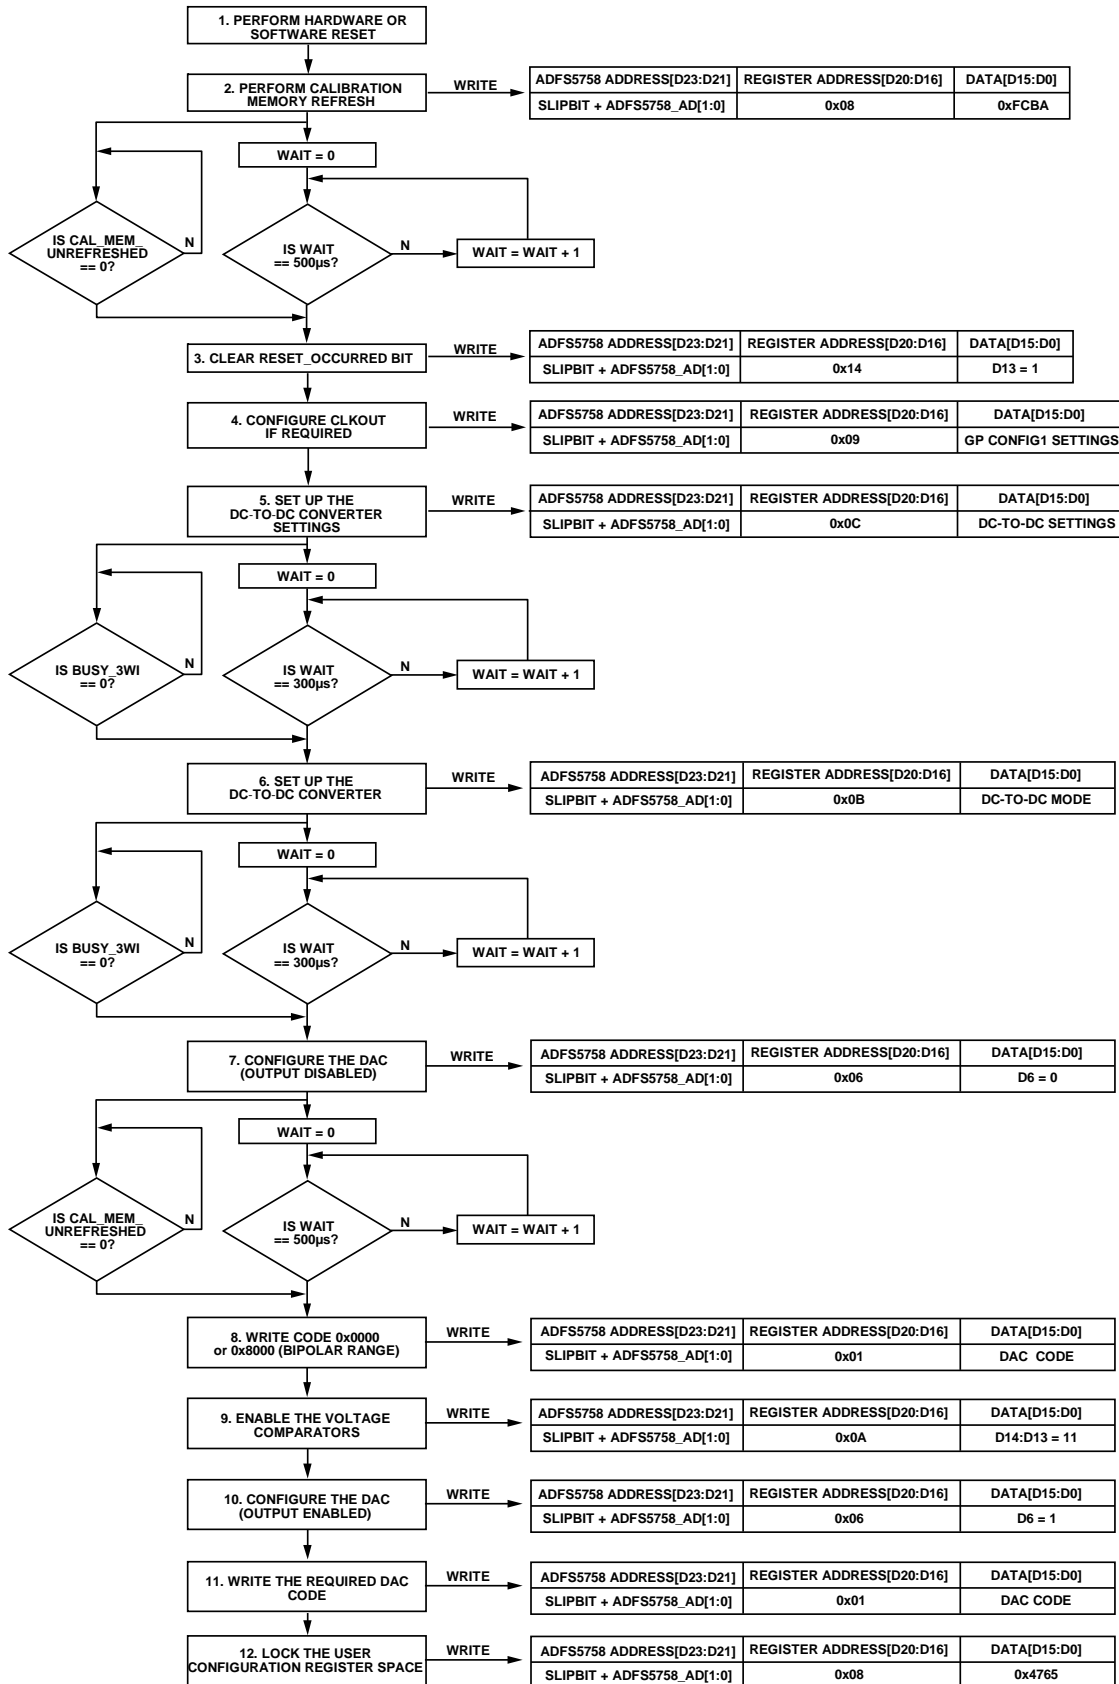 1. PERFORM HARDWARE OR
SOFTWARE RESET
2. PERFORM CALIBRATION
MEMORY REFRESH
WRITE
ADFS5758 ADDRESS[D23:D21] REGISTER ADDRESS[D20:D16] DATA[D15:D0]
SLIPBIT + ADFS5758_AD[1:0] 0x08 0xFCBA
WAIT = 0
IS CAL_MEM_
UNREFRESHED
== 0?
N
IS WAIT
== 500µs?
N
WAIT = WAIT + 1
3. CLEAR RESET_OCCURRED BIT
WRITE
ADFS5758 ADDRESS[D23:D21] REGISTER ADDRESS[D20:D16] DATA[D15:D0]
SLIPBIT + ADFS5758_AD[1:0] 0x14 D13 = 1
4. CONFIGURE CLKOUT
IF REQUIRED
WRITE
ADFS5758 ADDRESS[D23:D21] REGISTER ADDRESS[D20:D16] DATA[D15:D0]
SLIPBIT + ADFS5758_AD[1:0] 0x09 GP CONFIG1 SETTINGS
5. SET UP THE
DC-TO-DC CONVERTER
SETTINGS
WRITE
ADFS5758 ADDRESS[D23:D21] REGISTER ADDRESS[D20:D16] DATA[D15:D0]
SLIPBIT + ADFS5758_AD[1:0] 0x0C DC-TO-DC SETTINGS
WAIT = 0
IS BUSY_3WI
== 0?
N
IS WAIT
== 300µs?
N
WAIT = WAIT + 1
6. SET UP THE
DC-TO-DC CONVERTER
WRITE
ADFS5758 ADDRESS[D23:D21] REGISTER ADDRESS[D20:D16] DATA[D15:D0]
SLIPBIT + ADFS5758_AD[1:0] 0x0B DC-TO-DC MODE
WAIT = 0
IS BUSY_3WI
== 0?
N
IS WAIT
== 300µs?
N
WAIT = WAIT + 1
7. CONFIGURE THE DAC
(OUTPUT DISABLED)
WRITE
ADFS5758 ADDRESS[D23:D21] REGISTER ADDRESS[D20:D16] DATA[D15:D0]
SLIPBIT + ADFS5758_AD[1:0] 0x06 D6 = 0
WAIT = 0
IS CAL_MEM_
UNREFRESHED
== 0?
N
IS WAIT
== 500µs?
N
WAIT = WAIT + 1
8. WRITE CODE 0x0000
or 0x8000 (BIPOLAR RANGE)
WRITE
ADFS5758 ADDRESS[D23:D21] REGISTER ADDRESS[D20:D16] DATA[D15:D0]
SLIPBIT + ADFS5758_AD[1:0] 0x01 DAC CODE
9. ENABLE THE VOLTAGE
COMPARATORS
WRITE
ADFS5758 ADDRESS[D23:D21] REGISTER ADDRESS[D20:D16] DATA[D15:D0]
SLIPBIT + ADFS5758_AD[1:0] 0x0A D14:D13 = 11
10. CONFIGURE THE DAC
(OUTPUT ENABLED)
WRITE
ADFS5758 ADDRESS[D23:D21] REGISTER ADDRESS[D20:D16] DATA[D15:D0]
SLIPBIT + ADFS5758_AD[1:0] 0x06 D6 = 1
11. WRITE THE REQUIRED DAC
CODE
WRITE
ADFS5758 ADDRESS[D23:D21] REGISTER ADDRESS[D20:D16] DATA[D15:D0]
SLIPBIT + ADFS5758_AD[1:0] 0x01 DAC CODE
12. LOCK THE USER
CONFIGURATION REGISTER SPACE
WRITE
ADFS5758 ADDRESS[D23:D21] REGISTER ADDRESS[D20:D16] DATA[D15:D0]
SLIPBIT + ADFS5758_AD[1:0] 0x08 0x4765